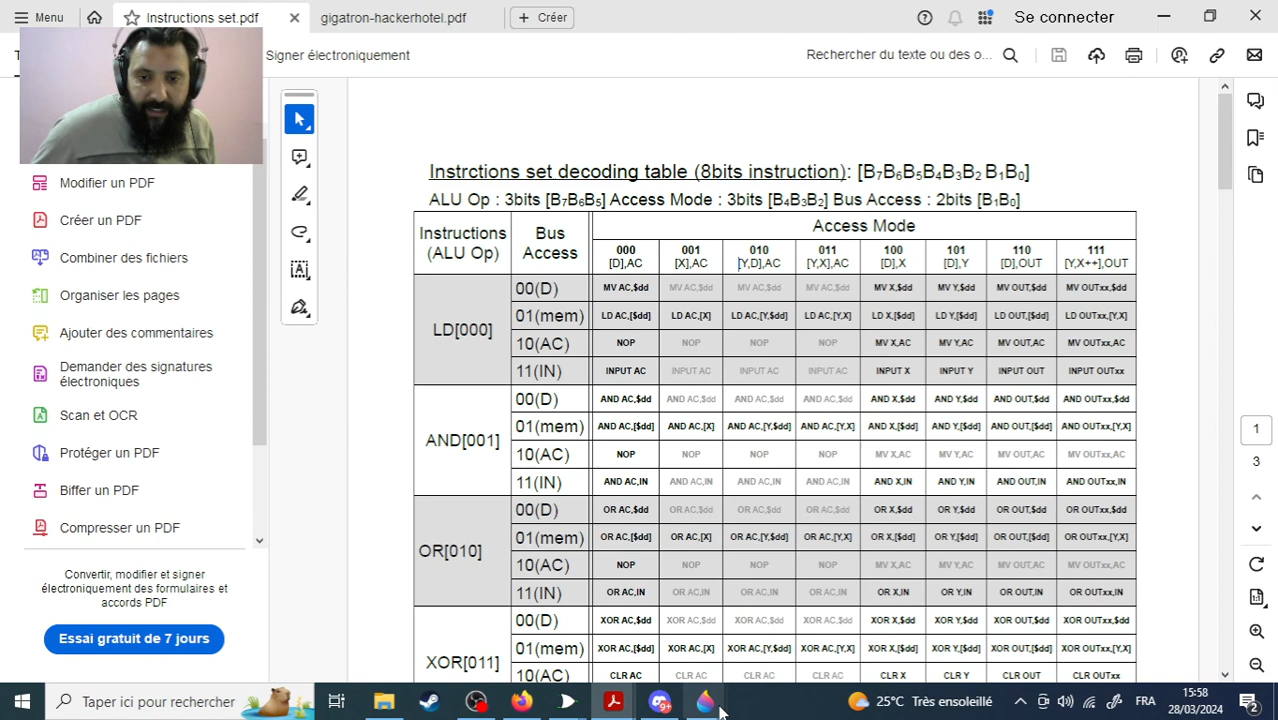 Menu
Instructions set.pdf
gigatron-hackerhotel.pdf
Créer
Se connecter
Signer électroniquement
Rechercher du texte ou des o...
Modifier un PDF
Créer un PDF
Combiner des fichiers
Organiser les pages
Ajouter des commentaires
Demander des signatures
électroniques
Scan et OCR
Protéger un PDF
Biffer un PDF
Compresser un PDF
Convertir, modifier et signer
électroniquement des formulaires et
accords PDF
Essai gratuit de 7 jours
Instrctions set decoding table (8bits instruction): [B7B6B5B4B3B2 B1B0]
ALU Op : 3bits [B7B6B5] Access Mode : 3bits [B4B3B2] Bus Access : 2bits [B1B0]
Instructions (ALU Op) Bus Access Access Mode
000 001 010 011 100 101 110 111
[D],AC [X],AC [Y,D],AC [Y,X],AC [D],X [D],Y [D],OUT [Y,X++],OUT
LD[000]
00(D) MV AC,$dd MV AC,$dd MV AC,$dd MV AC,$dd MV X,$dd MV Y,$dd MV OUT,$dd MV OUTxx,$dd
01(mem) LD AC,[$dd] LD AC,[X] LD AC,[Y,$dd] LD AC,[Y,X] LD X,[$dd] LD Y,[$dd] LD OUT,[$dd] LD OUTxx,[Y,X]
10(AC) NOP NOP NOP NOP MV X,AC MV Y,AC MV OUT,AC MV OUTxx,AC
11(IN) INPUT AC INPUT AC INPUT AC INPUT AC INPUT X INPUT Y INPUT OUT INPUT OUTxx
AND[001]
00(D) AND AC,$dd AND AC,$dd AND AC,$dd AND AC,$dd AND X,$dd AND Y,$dd AND OUT,$dd AND OUTxx,$dd
01(mem) AND AC,[$dd] AND AC,[X] AND AC,[Y,$dd] AND AC,[Y,X] AND X,[$dd] AND Y,[$dd] AND OUT,[$dd] AND OUTxx,[Y,X]
10(AC) NOP NOP NOP NOP MV X,AC MV Y,AC MV OUT,AC MV OUTxx,AC
11(IN) AND AC,IN AND AC,IN AND AC,IN AND AC,IN AND X,IN AND Y,IN AND OUT,IN AND OUTxx,IN
OR[010]
00(D) OR AC,$dd OR AC,$dd OR AC,$dd OR AC,$dd OR X,$dd OR Y,$dd OR OUT,$dd OR OUTxx,$dd
01(mem) OR AC,[$dd] OR AC,[X] OR AC,[Y,$dd] OR AC,[Y,X] OR X,[$dd] OR Y,[$dd] OR OUT,[$dd] OR OUTxx,[Y,X]
10(AC) NOP NOP NOP NOP MV X,AC MV Y,AC MV OUT,AC MV OUTxx,AC
11(IN) OR AC,IN OR AC,IN OR AC,IN OR AC,IN OR X,IN OR Y,IN OR OUT,IN OR OUTxx,IN
XOR[011]
00(D) XOR AC,$dd XOR AC,$dd XOR AC,$dd XOR AC,$dd XOR X,$dd XOR Y,$dd XOR OUT,$dd XOR OUTxx,$dd
01(mem) XOR AC,[$dd] XOR AC,[X] XOR AC,[Y,$dd] XOR AC,[Y,X] XOR X,[$dd] XOR Y,[$dd] XOR OUT,[$dd] XOR OUTxx,[Y,X]
10(AC) CLR AC CLR AC CLR AC CLR AC CLR X CLR Y CLR OUT CLR OUTxx
1
3
Taper ici pour rechercher
9+
25°C Très ensoleillé
FRA
15:58
28/03/2024
2